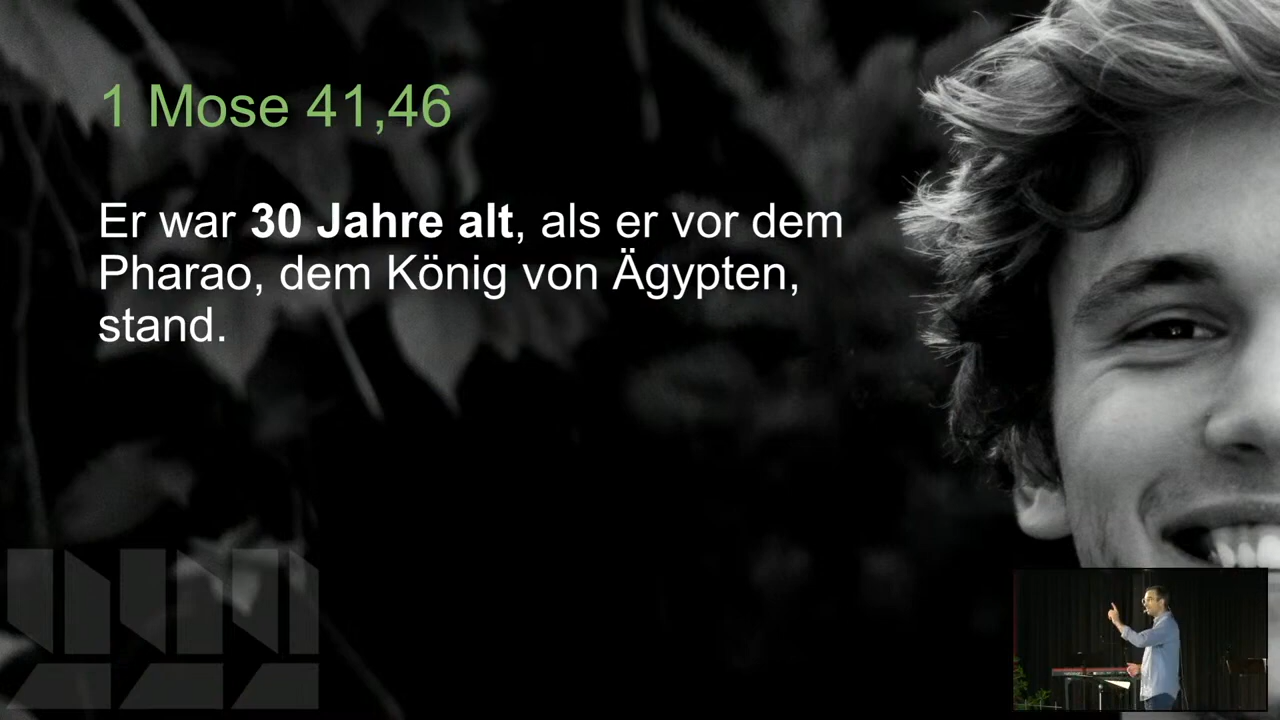 1 Mose 41,46
Er war 30 Jahre alt, als er vor dem
Pharao, dem König von Ägypten,
stand.